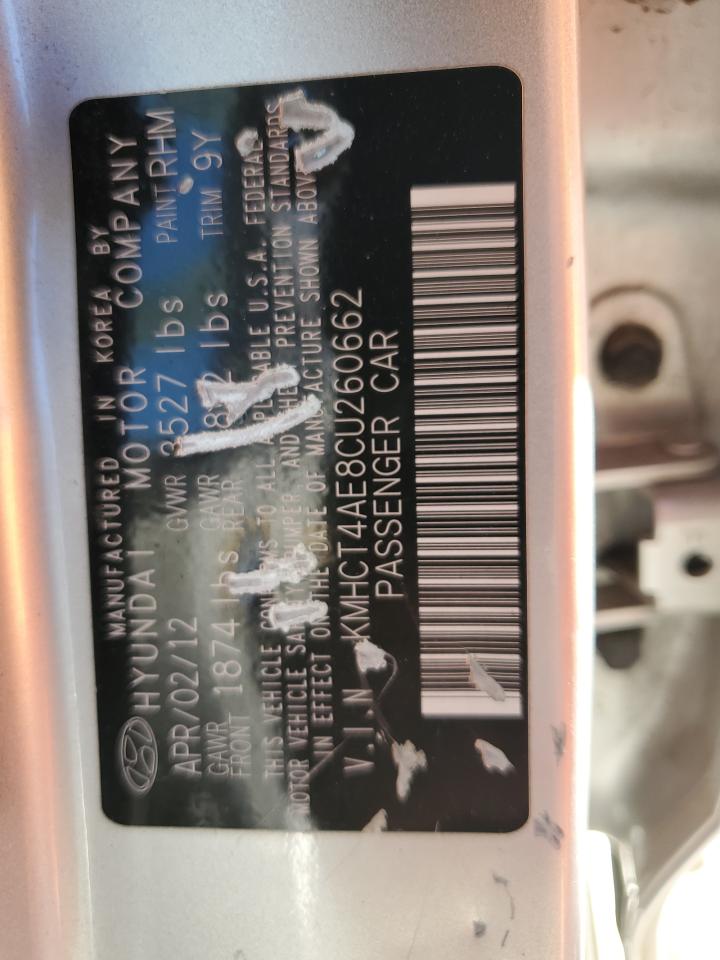 MANUFACTURED IN KOREA BY
HYUNDAI MOTOR COMPANY
APR/02/12 GVWR 3527 lbs PAINT RHM
GAWR FRONT 1874 lbs GAWR REAR lbs TRIM 9Y
THIS VEHICLE CONFORMS TO ALL APPLICABLE U.S.A. FEDERAL
MOTOR VEHICLE SAFETY BUMPER AND THEFT PREVENTION STANDARDS
IN EFFECT ON THE DATE OF MANUFACTURE SHOWN ABOVE
V.I.N KMHCT4AE8CU260662
PASSENGER CAR